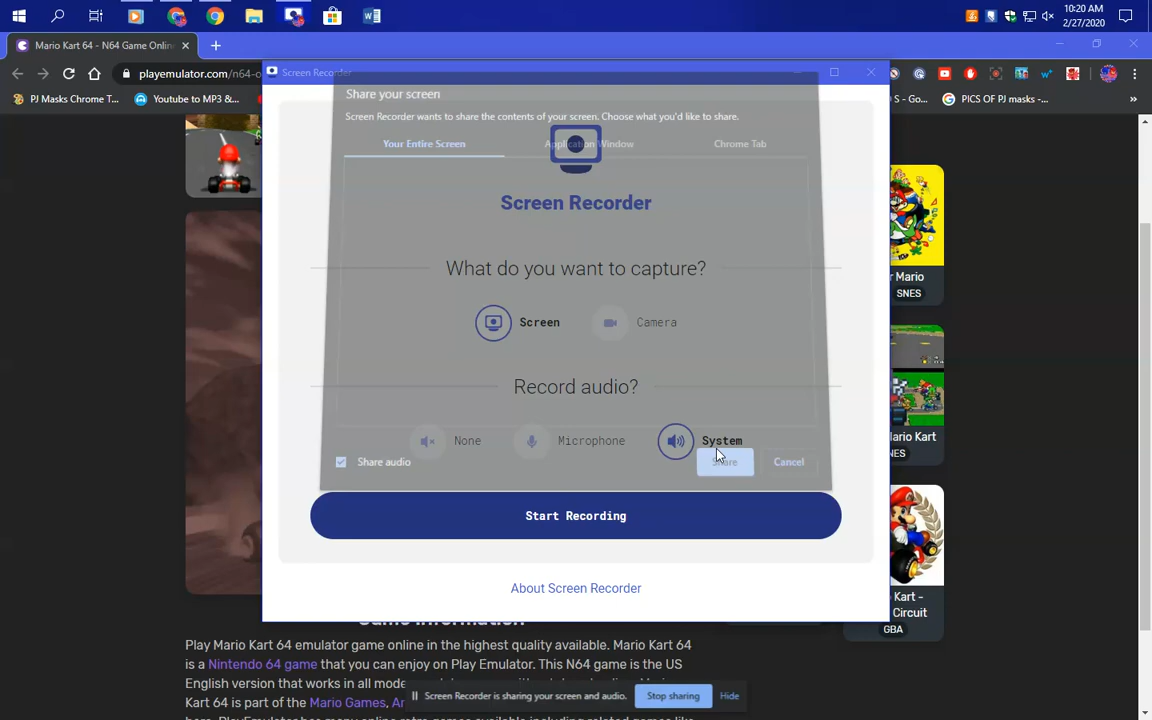 10:20 AM
2/27/2020
Mario Kart 64 - N64 Game Onlin
playemulator.com/n64-o
PJ Masks Chrome T...
Youtube to MP3 &...
S - Go...
PICS OF PJ masks -...
Screen Recorder
Share your screen
Screen Recorder wants to share the contents of your screen. Choose what you'd like to share.
Your Entire Screen
Application Window
Chrome Tab
Screen Recorder
What do you want to capture?
Screen
Camera
Record audio?
None
Microphone
System
Share audio
Share
Cancel
Start Recording
About Screen Recorder
r Mario
SNES
ario Kart
NES
Kart -
Circuit
GBA
Play Mario Kart 64 emulator game online in the highest quality available. Mario Kart 64
is a Nintendo 64 game that you can enjoy on Play Emulator. This N64 game is the US
English version that works in all mode
Kart 64 is part of the Mario Games, Ar
Screen Recorder is sharing your screen and audio.
Stop sharing
Hide